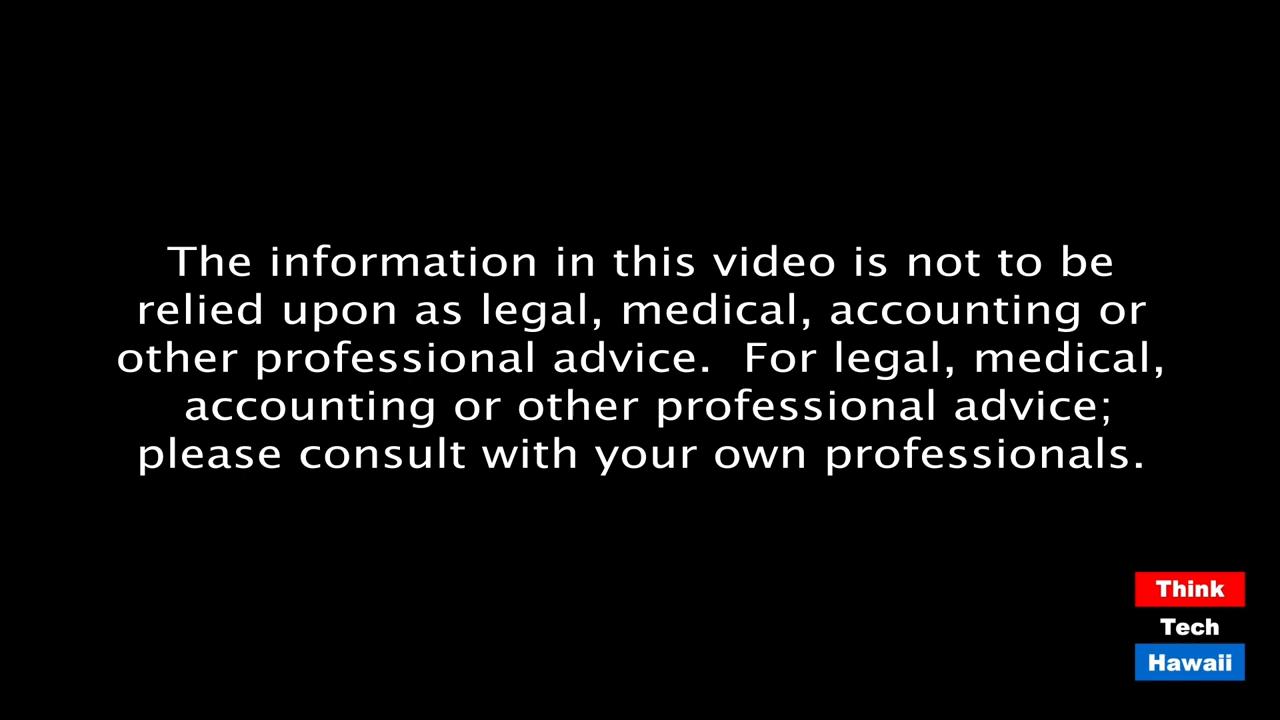 The information in this video is not to be
relied upon as legal, medical, accounting or
other professional advice.  For legal, medical,
accounting or other professional advice;
please consult with your own professionals.
Think
Tech
Hawaii